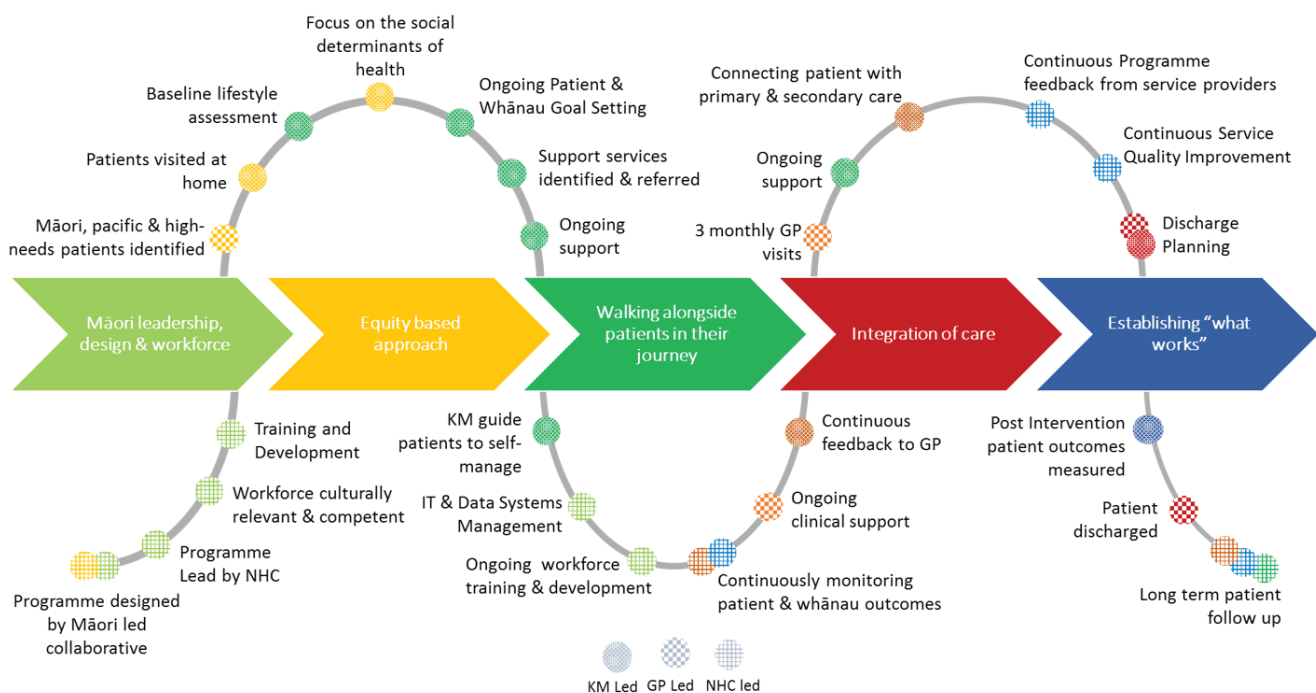 Focus on the social
determinants of
health
Baseline lifestyle
assessment
Ongoing Patient &
Whānau Goal Setting
Patients visited at
home
Support services
identified & referred
Māori, pacific & high-
needs patients identified
Ongoing
support
Connecting patient with
primary & secondary care
Continuous Programme
feedback from service providers
Ongoing
support
Continuous Service
Quality Improvement
3 monthly GP
visits
Discharge
Planning
Māori leadership,
design & workforce
Equity based
approach
Walking alongside
patients in their
journey
Integration of care
Establishing “what
works”
Training and
Development
Workforce culturally
relevant & competent
Programme
Lead by NHC
Programme designed
by Māori led
collaborative
KM guide
patients to self-
manage
IT & Data Systems
Management
Ongoing workforce
training & development
Continuous
feedback to GP
Ongoing
clinical support
Continuously monitoring
patient & whānau outcomes
Post Intervention
patient outcomes
measured
Patient
discharged
Long term patient
follow up
KM Led
GP Led
NHC led